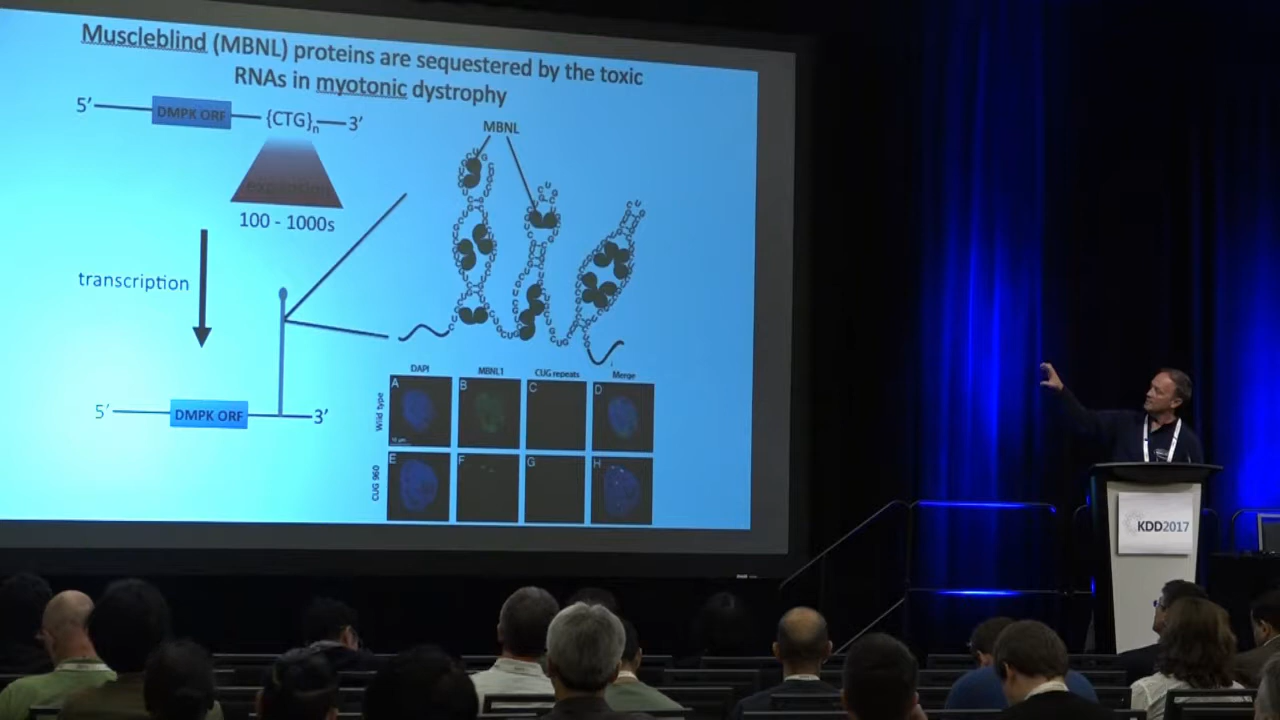 Muscleblind (MBNL) proteins are sequestered by the toxic
RNAs in myotonic dystrophy
5’ DMPK ORF {CTG}n 3’
expansion
100 - 1000s
transcription
5’ DMPK ORF 3’
MBNL
DAPI MBNL1 CUG repeats Merge
Wild type
A B C D
CUG 960
E F G H
KDD2017